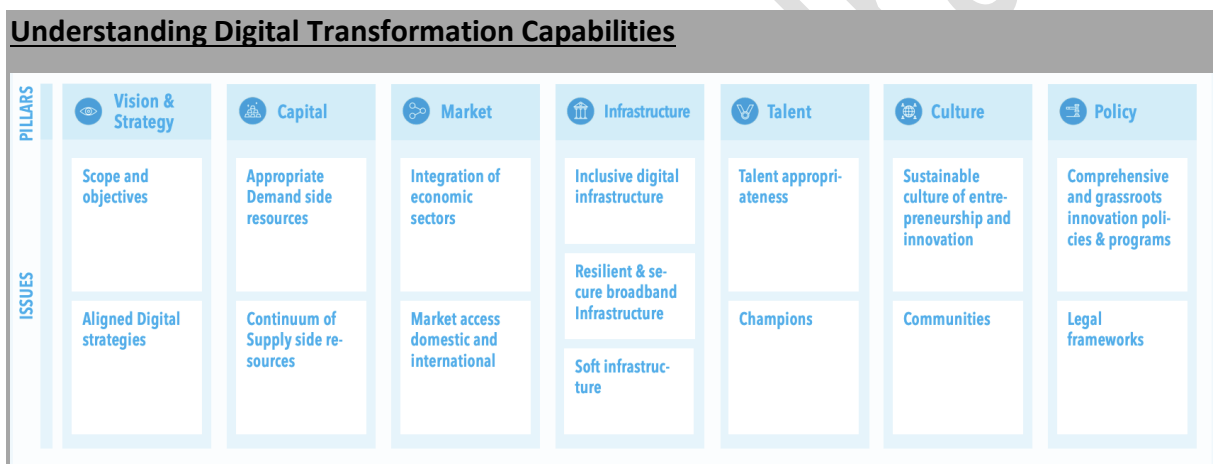 Understanding Digital Transformation Capabilities
PILLARS
Vision &
Strategy
Capital
Market
Infrastructure
Talent
Culture
Policy
ISSUES
Scope and
objectives
Aligned Digital
strategies
Appropriate
Demand side
resources
Continuum of
Supply side re-
sources
Integration of
economic
sectors
Market access
domestic and
international
Inclusive digital
infrastructure
Resilient & se-
cure broadband
Infrastructure
Soft infrastruc-
ture
Talent appropri-
ateness
Champions
Sustainable
culture of entre-
preneurship and
innovation
Communities
Comprehensive
and grassroots
innovation poli-
cies & programs
Legal
frameworks